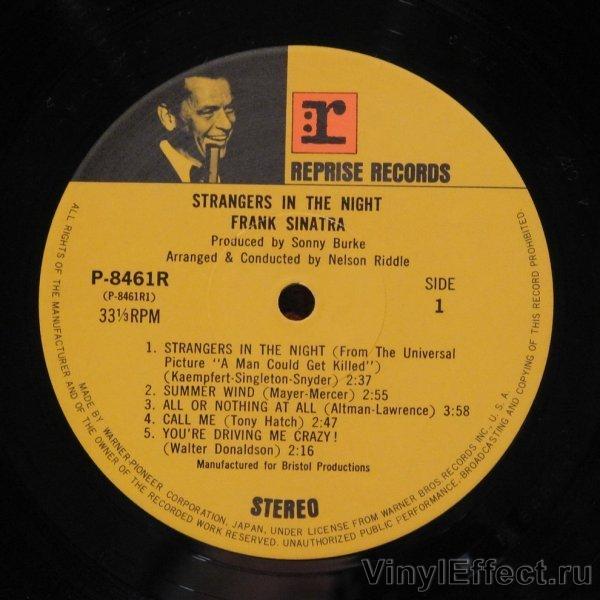 r
REPRISE RECORDS
STRANGERS IN THE NIGHT
FRANK SINATRA
Produced by Sonny Burke
Arranged & Conducted by Nelson Riddle
P-8461R
(P-8461R1)
33⅓RPM
SIDE
1
1. STRANGERS IN THE NIGHT (From The Universal
Picture "A Man Could Get Killed")
(Kaempfert-Singleton-Snyder) 2:37
2. SUMMER WIND (Mayer-Mercer) 2:55
3. ALL OR NOTHING AT ALL (Altman-Lawrence) 3:58
4. CALL ME (Tony Hatch) 2:47
5. YOU'RE DRIVING ME CRAZY!
(Walter Donaldson) 2:16
Manufactured for Bristol Productions
STEREO
MADE BY WARNER-PIONEER CORPORATION, JAPAN, UNDER LICENSE FROM WARNER BROS. RECORDS INC., U.S.A.
ALL RIGHTS OF THE MANUFACTURER AND OF THE OWNER OF THE RECORDED WORK RESERVED. UNAUTHORIZED PUBLIC PERFORMANCE, BROADCASTING AND COPYING OF THIS RECORD PROHIBITED.
VinylEffect.ru